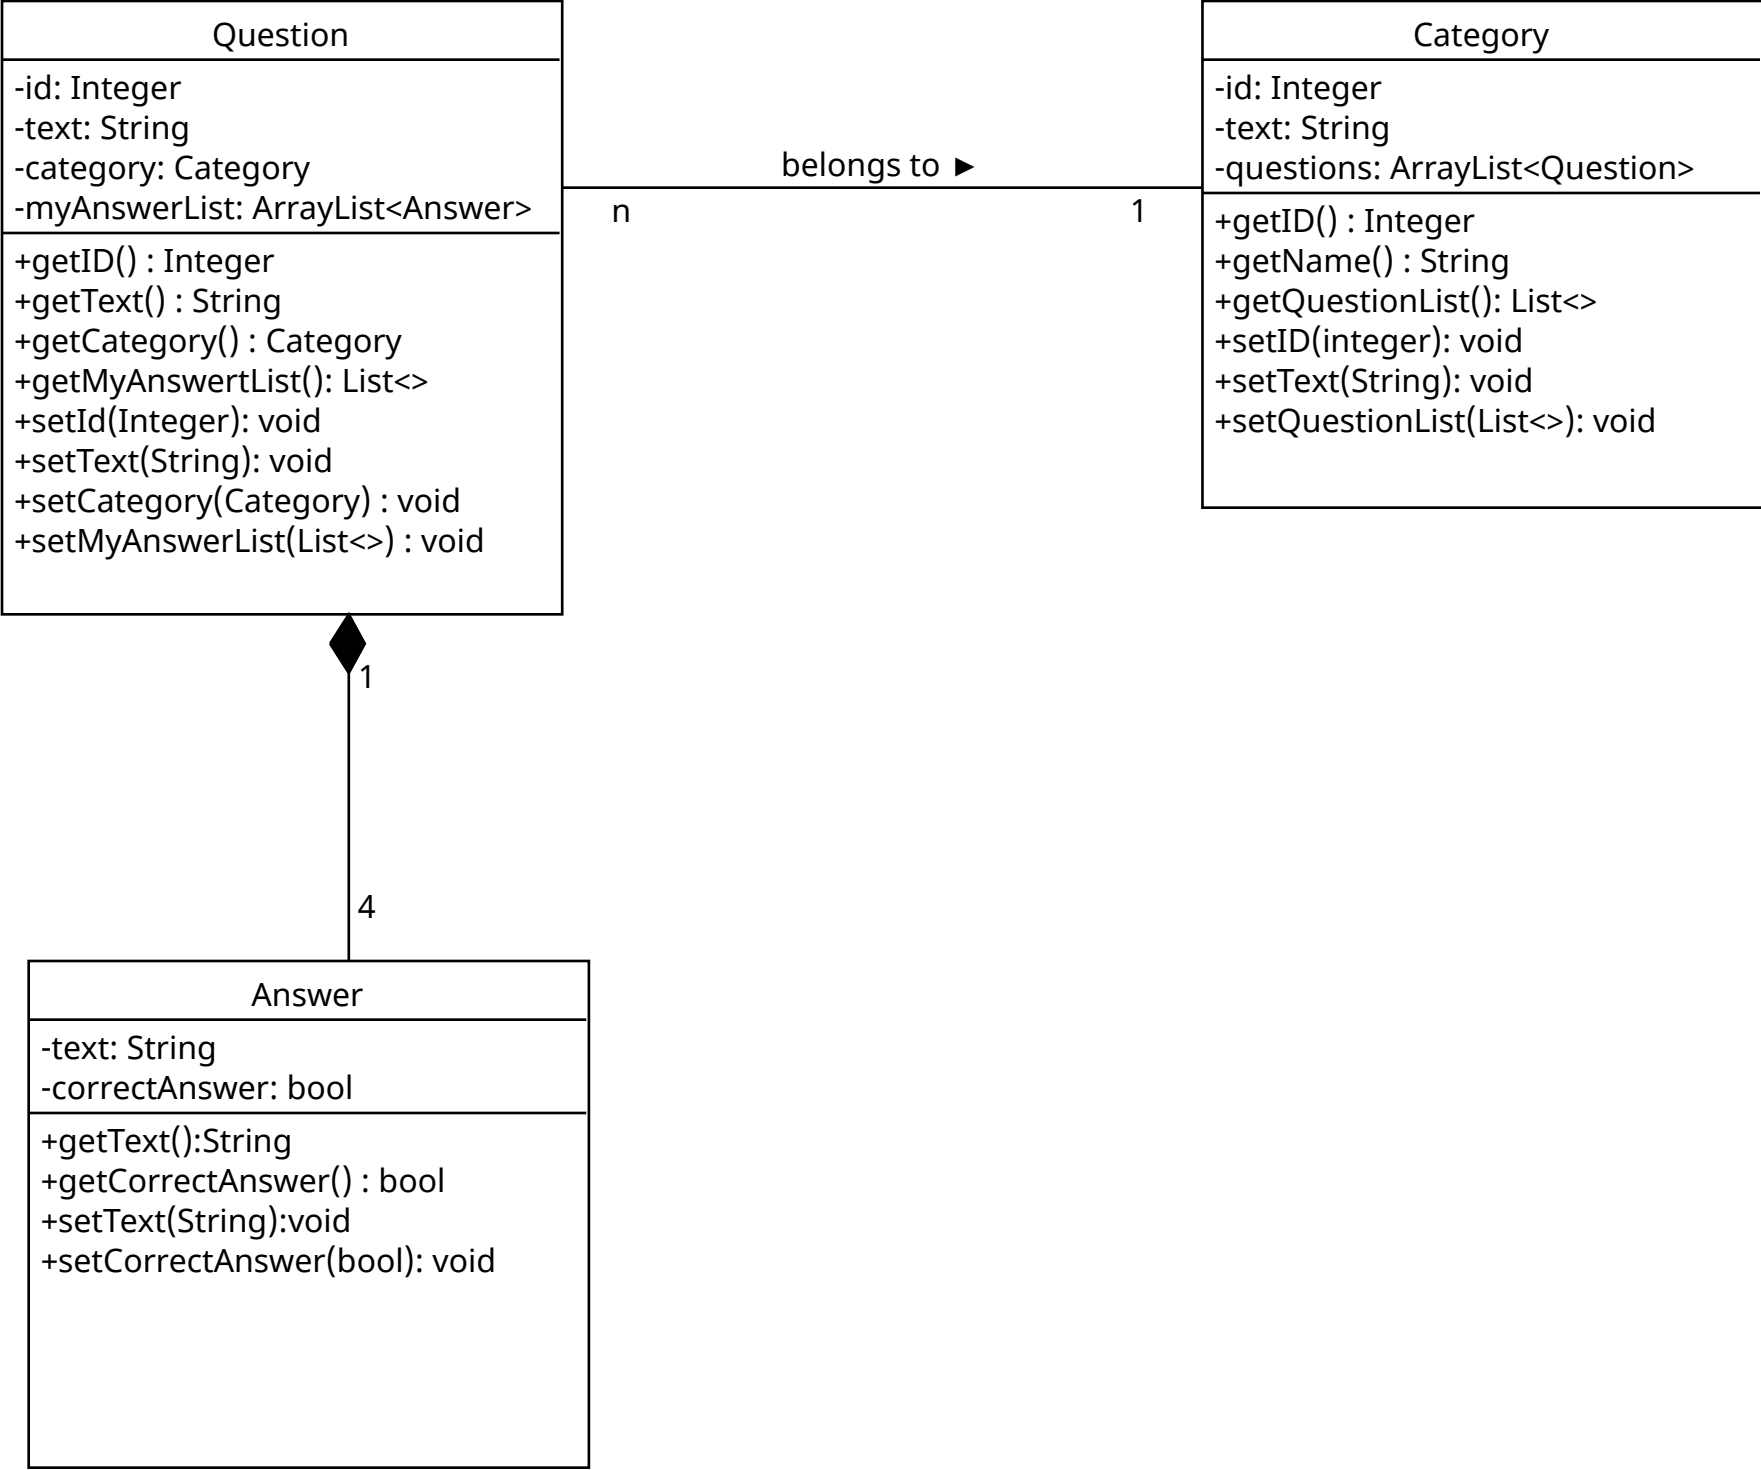 Question
-id: Integer
-text: String
-category: Category
-myAnswerList: ArrayList<Answer>
+getID() : Integer
+getText() : String
+getCategory() : Category
+getMyAnswertList(): List<>
+setId(Integer): void
+setText(String): void
+setCategory(Category) : void
+setMyAnswerList(List<>) : void
belongs to ►
n
1
Category
-id: Integer
-text: String
-questions: ArrayList<Question>
+getID() : Integer
+getName() : String
+getQuestionList(): List<>
+setID(integer): void
+setText(String): void
+setQuestionList(List<>): void
1
4
Answer
-text: String
-correctAnswer: bool
+getText():String
+getCorrectAnswer() : bool
+setText(String):void
+setCorrectAnswer(bool): void